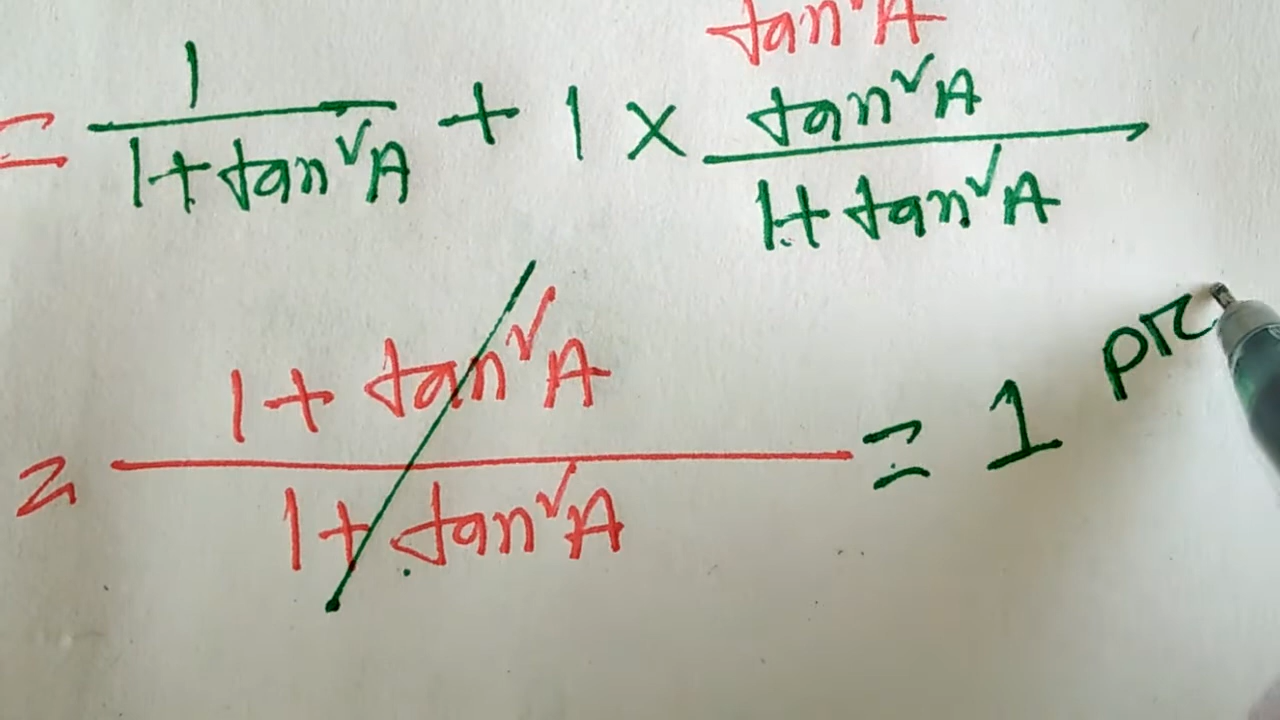 tan²A
= 1/(1+tan²A) + 1 × tan²A/(1+tan²A)
= (1+tan²A)/(1+tan²A) = 1 pr